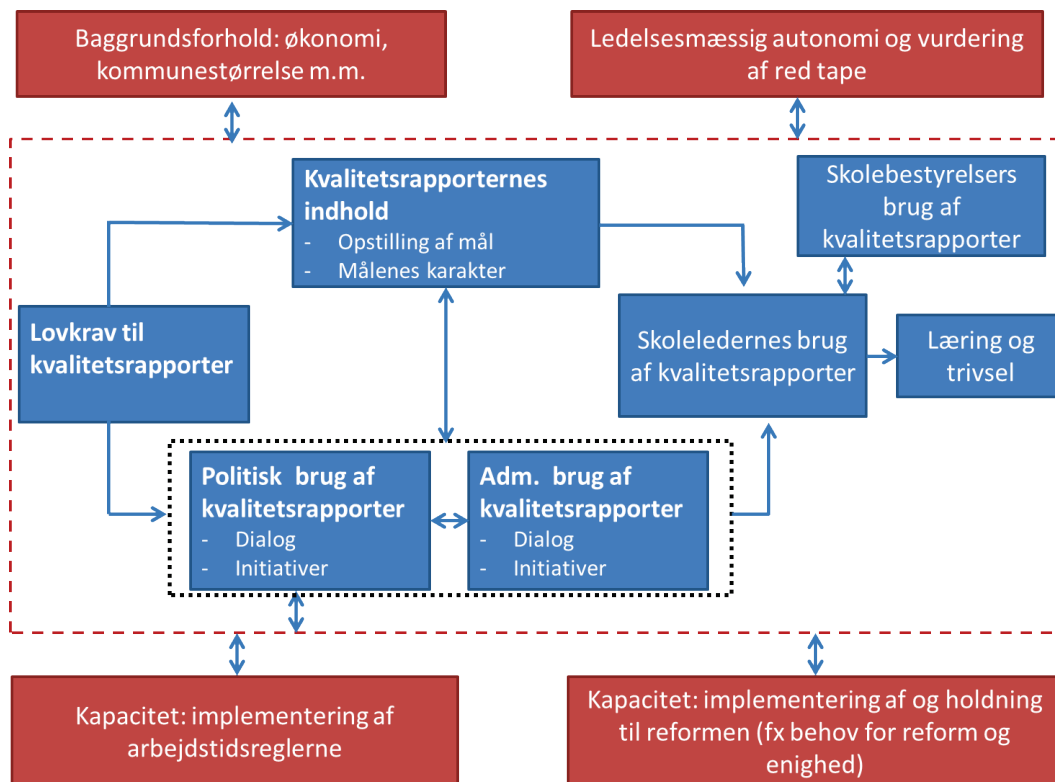 Baggrundsforhold: økonomi,
kommunestørrelse m.m.
Ledelsesmæssig autonomi og vurdering
af red tape
Kvalitetsrapporternes
indhold
- Opstilling af mål
- Målenes karakter
Skolebestyrelsers
brug af
kvalitetsrapporter
Lovkrav til
kvalitetsrapporter
Skoleledernes brug
af kvalitetsrapporter
Læring og
trivsel
Politisk brug af
kvalitetsrapporter
- Dialog
- Initiativer
Adm. brug af
kvalitetsrapporter
- Dialog
- Initiativer
Kapacitet: implementering af
arbejdstidsreglerne
Kapacitet: implementering af og holdning
til reformen (fx behov for reform og
enighed)